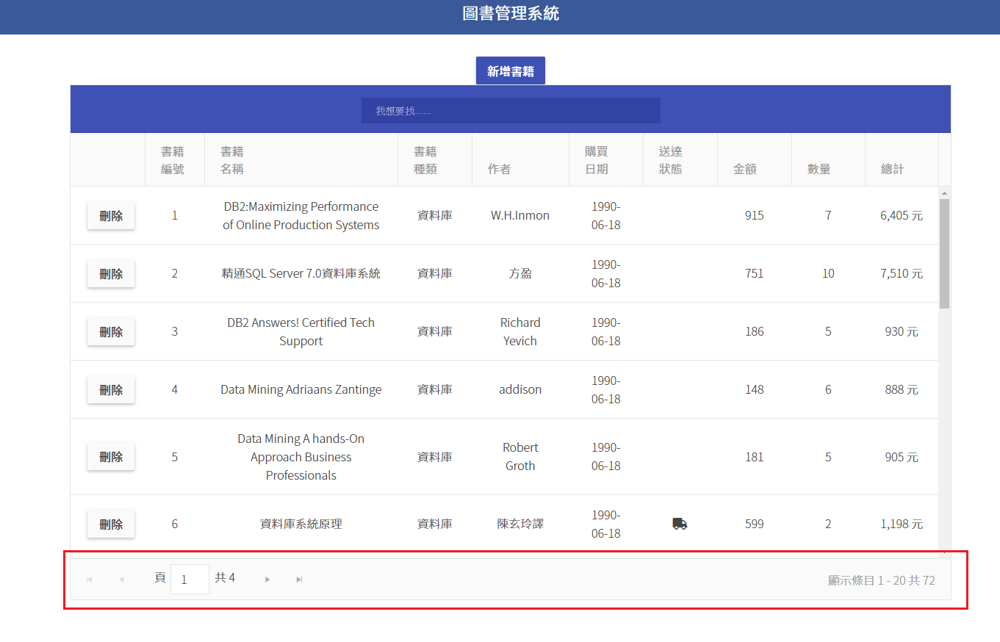 圖書管理系統
新增書籍
我想要找......
書籍
編號
書籍
名稱
書籍
種類
作者
購買
日期
送達
狀態
金額
數量
總計
刪除
1
DB2:Maximizing Performance
of Online Production Systems
資料庫
W.H.Inmon
1990-
06-18
915
7
6,405 元
刪除
2
精通SQL Server 7.0資料庫系統
資料庫
方盈
1990-
06-18
751
10
7,510 元
刪除
3
DB2 Answers! Certified Tech
Support
資料庫
Richard
Yevich
1990-
06-18
186
5
930 元
刪除
4
Data Mining Adriaans Zantinge
資料庫
addison
1990-
06-18
148
6
888 元
刪除
5
Data Mining A hands-On
Approach Business
Professionals
資料庫
Robert
Groth
1990-
06-18
181
5
905 元
刪除
6
資料庫系統原理
資料庫
陳玄玲譯
1990-
06-18
599
2
1,198 元
頁 1 共 4
顯示條目 1 - 20 共 72